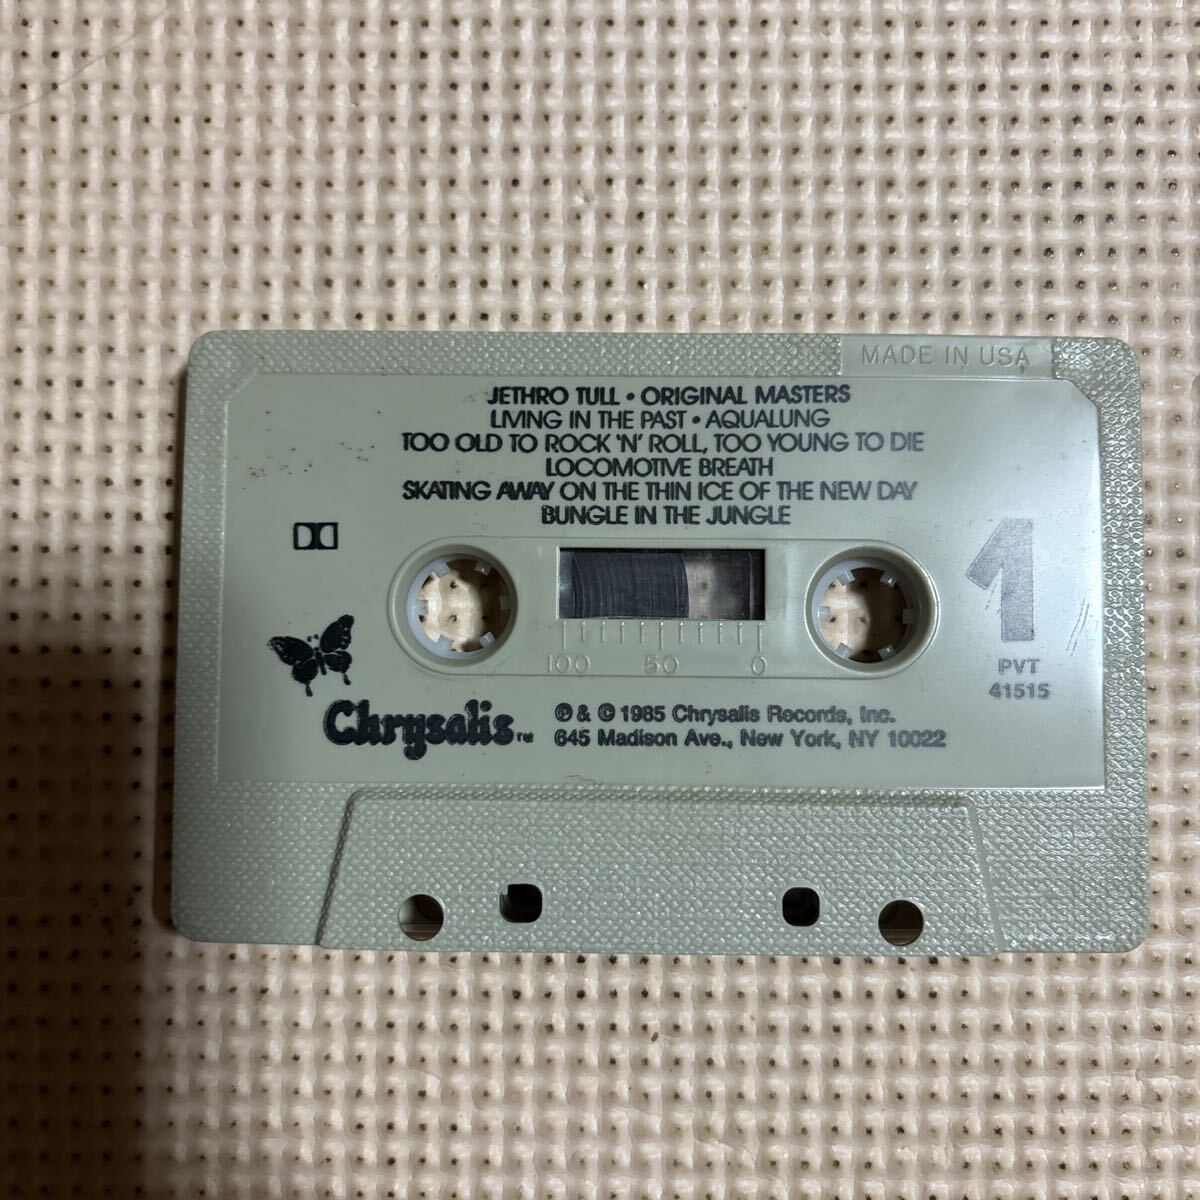 MADE IN USA
JETHRO TULL • ORIGINAL MASTERS
LIVING IN THE PAST • AQUALUNG
TOO OLD TO ROCK 'N' ROLL, TOO YOUNG TO DIE
LOCOMOTIVE BREATH
SKATING AWAY ON THE THIN ICE OF THE NEW DAY
BUNGLE IN THE JUNGLE
1
100 50 0
PVT
41515
Chrysalis TM
℗ & © 1985 Chrysalis Records, Inc.
645 Madison Ave., New York, NY 10022